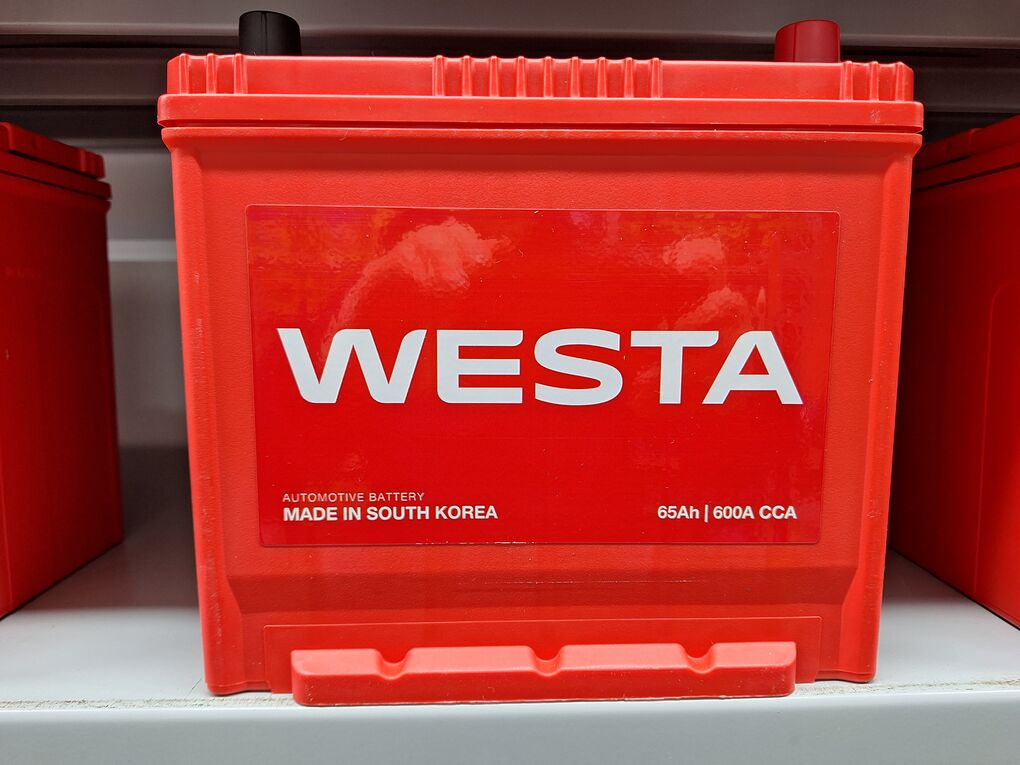 WESTA
AUTOMOTIVE BATTERY
MADE IN SOUTH KOREA
65Ah | 600A CCA